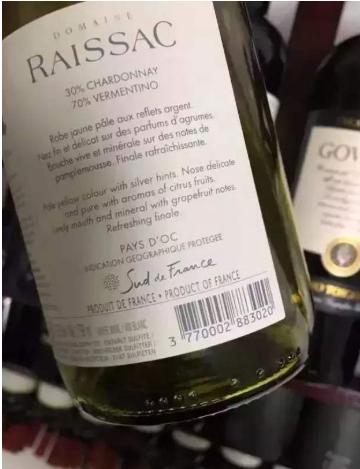 DOMAINE
RAISSAC
30% CHARDONNAY
70% VERMENTINO
Robe jaune pâle aux reflets argent.
Nez fin et délicat sur des parfums d'agrumes.
Bouche vive et minérale sur des notes de
pamplemousse. Finale rafraîchissante.
Pale yellow colour with silver hints. Nose delicate
and pure with aromas of citrus fruits.
Lively mouth and mineral with grapefruit notes.
Refreshing finale.
PAYS D'OC
INDICATION GÉOGRAPHIQUE PROTÉGÉE
Sud de France
PRODUIT DE FRANCE • PRODUCT OF FRANCE
3 770002 883020
GOV